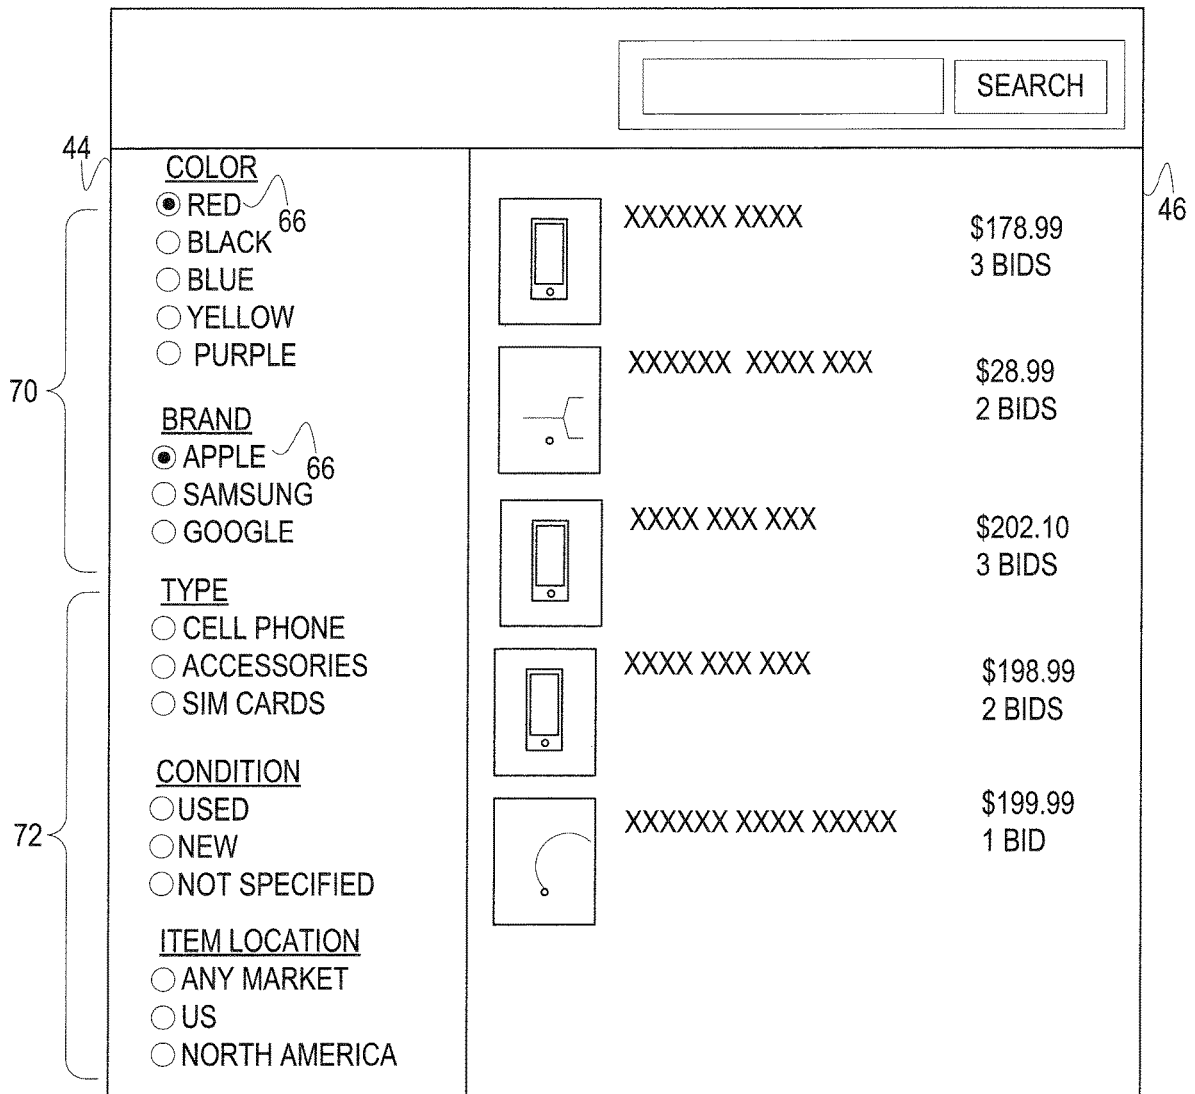 SEARCH
44
46
COLOR
RED
66
BLACK
BLUE
YELLOW
PURPLE
70
BRAND
APPLE
66
SAMSUNG
GOOGLE
TYPE
CELL PHONE
ACCESSORIES
SIM CARDS
72
CONDITION
USED
NEW
NOT SPECIFIED
ITEM LOCATION
ANY MARKET
US
NORTH AMERICA
XXXXXX XXXX
$178.99
3 BIDS
XXXXXX XXXX XXX
$28.99
2 BIDS
XXXX XXX XXX
$202.10
3 BIDS
XXXX XXX XXX
$198.99
2 BIDS
XXXXXX XXXX XXXXX
$199.99
1 BID